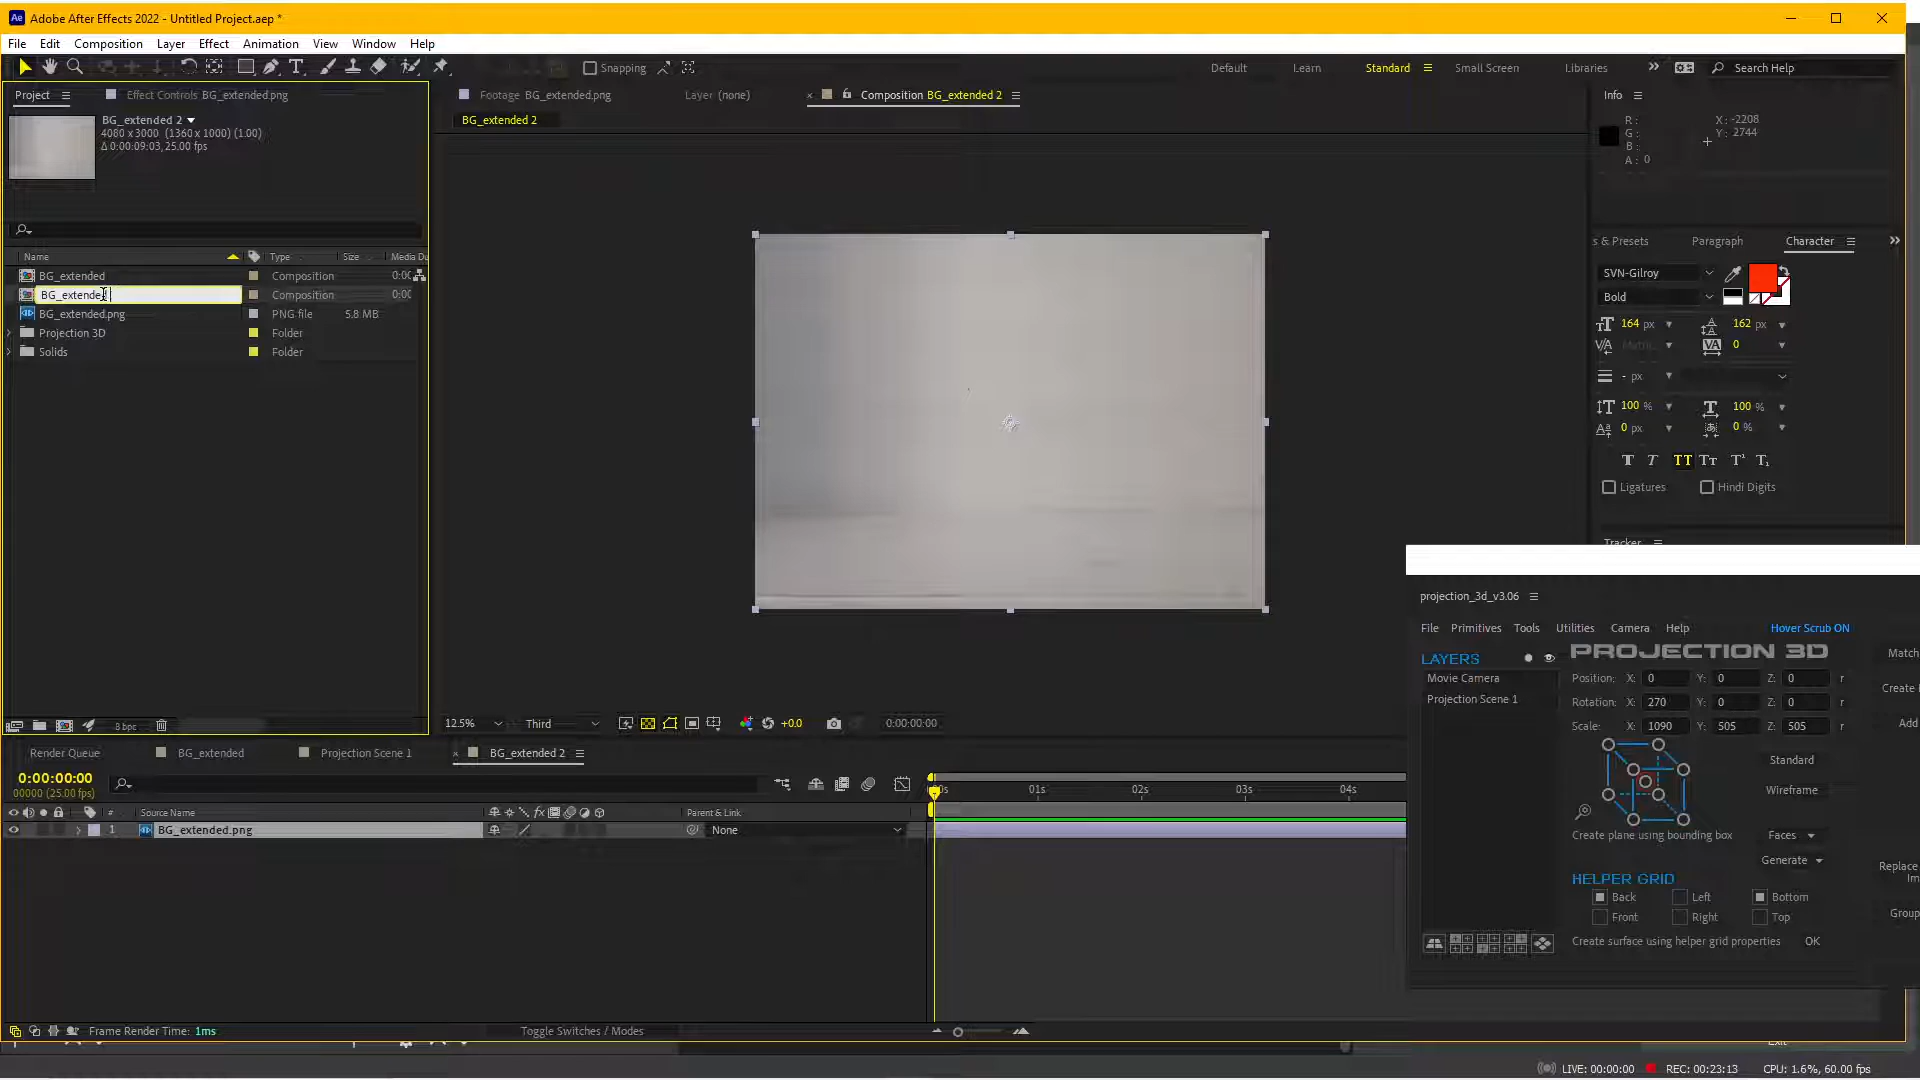 Adobe After Effects 2022 - Untitled Project.aep *
File Edit Composition Layer Effect Animation View Window Help
Snapping
Default Learn Standard Small Screen Libraries Search Help
Project Effect Controls BG_extended.png
Footage BG_extended.png Layer (none) Composition BG_extended 2
Info
BG_extended 2
4080 x 3000 (1360 x 1000) (1.00)
Δ 0:00:09:03, 25.00 fps
BG_extended 2
R :
G :
B :
A : 0
X : -2208
Y : 2744
Name Type Size Media Du
BG_extended Composition 0:00
BG_extended Composition 0:00
BG_extended.png PNG file 5.8 MB
Projection 3D Folder
Solids Folder
s & Presets Paragraph Character
SVN-Gilroy
Bold
164 px 162 px
0
- px
100 % 100 %
0 px 0 %
Ligatures Hindi Digits
Tracker
8 bpc
12.5% Third +0.0 0:00:00:00
projection_3d_v3.06
File Primitives Tools Utilities Camera Help Hover Scrub ON
LAYERS
Movie Camera
Projection Scene 1
PROJECTION 3D
Position: X: 0 Y: 0 Z: 0 r
Rotation: X: 270 Y: 0 Z: 0 r
Scale: X: 1090 Y: 505 Z: 505 r
Match
Create
Add
Standard
Wireframe
Create plane using bounding box
Faces
Generate
Replace
Im
Group
HELPER GRID
Back Left Bottom
Front Right Top
Create surface using helper grid properties OK
Render Queue BG_extended Projection Scene 1 BG_extended 2
0:00:00:00
00000 (25.00 fps)
01s 02s 03s 04s
# Source Name Parent & Link
1 BG_extended.png None
Frame Render Time: 1ms
Toggle Switches / Modes
Exit
LIVE: 00:00:00 REC: 00:23:13 CPU: 1.6%, 60.00 fps